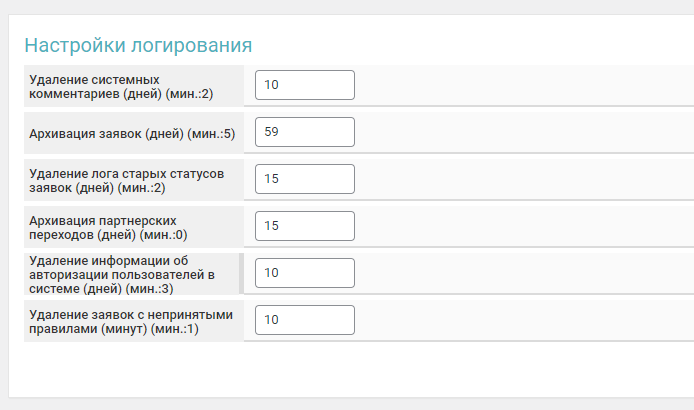 Настройки логирования
Удаление системных
комментариев (дней) (мин.:2)
10
Архивация заявок (дней) (мин.:5)
59
Удаление лога старых статусов
заявок (дней) (мин.:2)
15
Архивация партнерских
переходов (дней) (мин.:0)
15
Удаление информации об
авторизации пользователей в
системе (дней) (мин.:3)
10
Удаление заявок с непринятыми
правилами (минут) (мин.:1)
10